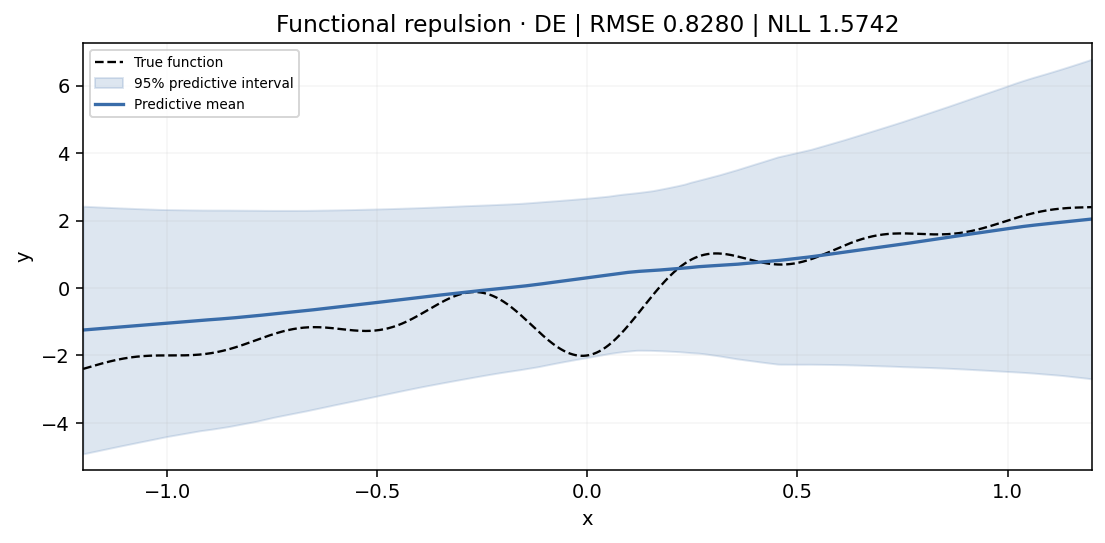 Functional repulsion · DE | RMSE 0.8280 | NLL 1.5742
True function
95% predictive interval
Predictive mean
6
4
2
0
−2
−4
y
−1.0 −0.5 0.0 0.5 1.0
x